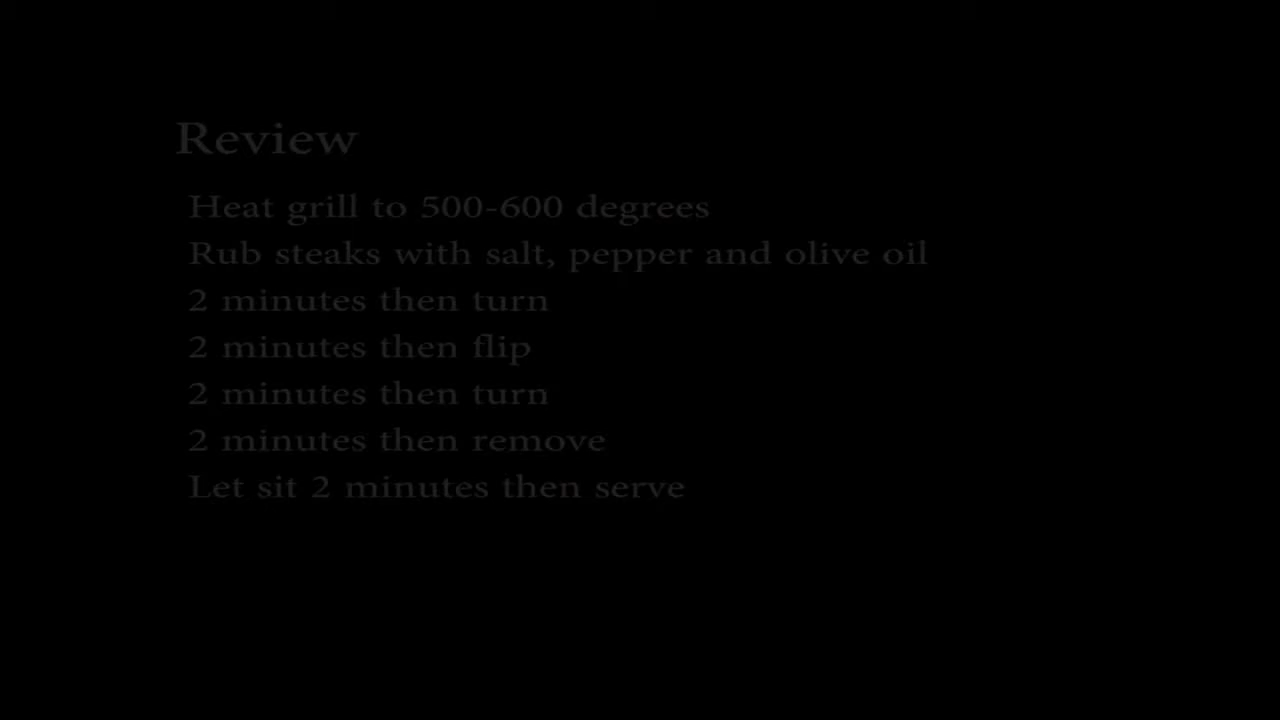 Review
Heat grill to 500-600 degrees
Rub steaks with salt, pepper and olive oil
2 minutes then turn
2 minutes then flip
2 minutes then turn
2 minutes then remove
Let sit 2 minutes then serve